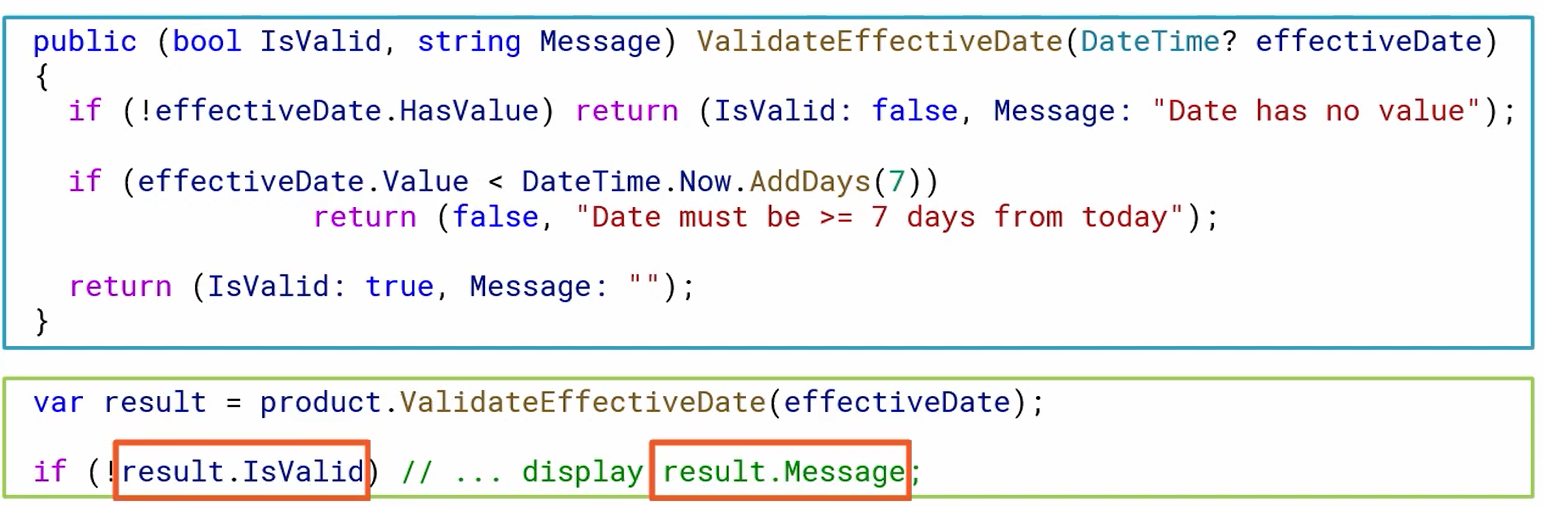 public (bool IsValid, string Message) ValidateEffectiveDate(DateTime? effectiveDate)
{
if (!effectiveDate.HasValue) return (IsValid: false, Message: "Date has no value");
if (effectiveDate.Value < DateTime.Now.AddDays(7))
return (false, "Date must be >= 7 days from today");
return (IsValid: true, Message: "");
}
var result = product.ValidateEffectiveDate(effectiveDate);
if (!result.IsValid) // ... display result.Message;